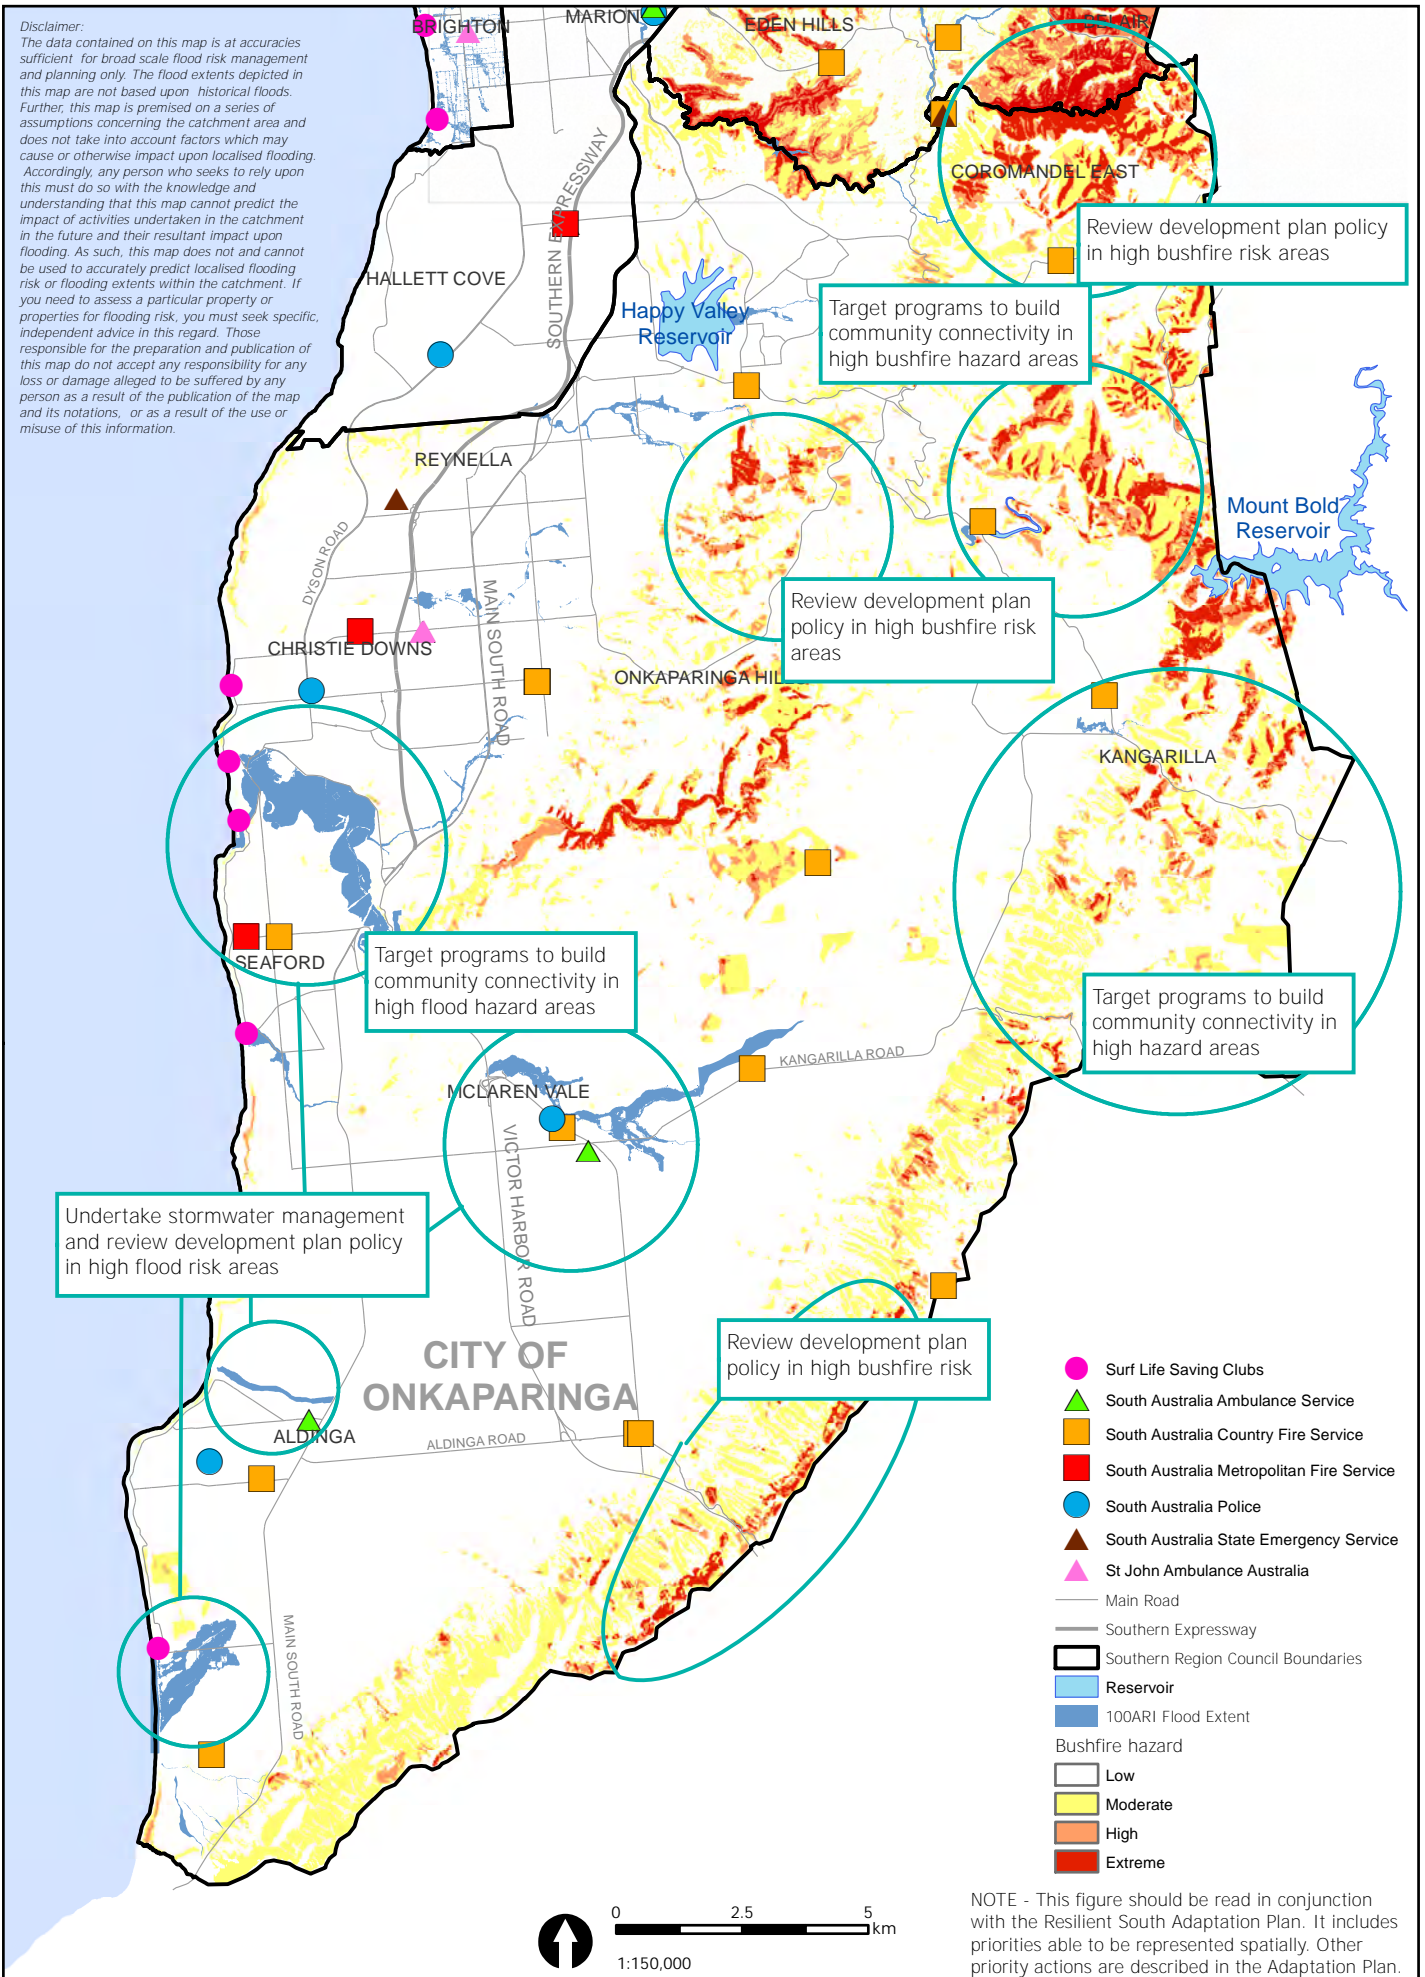 Disclaimer:
The data contained on this map is at accuracies
sufficient for broad scale flood risk management
and planning only. The flood extents depicted in
this map are not based upon historical floods.
Further, this map is premised on a series of
assumptions concerning the catchment area and
does not take into account factors which may
cause or otherwise impact upon localised flooding.
Accordingly, any person who seeks to rely upon
this must do so with the knowledge and
understanding that this map cannot predict the
impact of activities undertaken in the catchment
in the future and their resultant impact upon
flooding. As such, this map does not and cannot
be used to accurately predict localised flooding
risk or flooding extents within the catchment. If
you need to assess a particular property or
properties for flooding risk, you must seek specific,
independent advice in this regard. Those
responsible for the preparation and publication of
this map do not accept any responsibility for any
loss or damage alleged to be suffered by any
person as a result of the publication of the map
and its notations, or as a result of the use or
misuse of this information.
BRIGHTON
MARION
EDEN HILLS
BELAIR
COROMANDEL EAST
SOUTHERN EXPRESSWAY
HALLETT COVE
Review development plan policy
in high bushfire risk areas
Happy Valley
Reservoir
Target programs to build
community connectivity in
high bushfire hazard areas
REYNELLA
Mount Bold
Reservoir
DYSON ROAD
MAIN SOUTH ROAD
Review development plan
policy in high bushfire risk
areas
CHRISTIE DOWNS
ONKAPARINGA HILLS
KANGARILLA
SEAFORD
Target programs to build
community connectivity in
high flood hazard areas
Target programs to build
community connectivity in
high hazard areas
KANGARILLA ROAD
MCLAREN VALE
VICTOR HARBOR ROAD
Undertake stormwater management
and review development plan policy
in high flood risk areas
Review development plan
policy in high bushfire risk
CITY OF
ONKAPARINGA
ALDINGA
ALDINGA ROAD
MAIN SOUTH ROAD
Surf Life Saving Clubs
South Australia Ambulance Service
South Australia Country Fire Service
South Australia Metropolitan Fire Service
South Australia Police
South Australia State Emergency Service
St John Ambulance Australia
Main Road
Southern Expressway
Southern Region Council Boundaries
Reservoir
100ARI Flood Extent
Bushfire hazard
Low
Moderate
High
Extreme
0 2.5 5
km
1:150,000
NOTE - This figure should be read in conjunction
with the Resilient South Adaptation Plan. It includes
priorities able to be represented spatially. Other
priority actions are described in the Adaptation Plan.